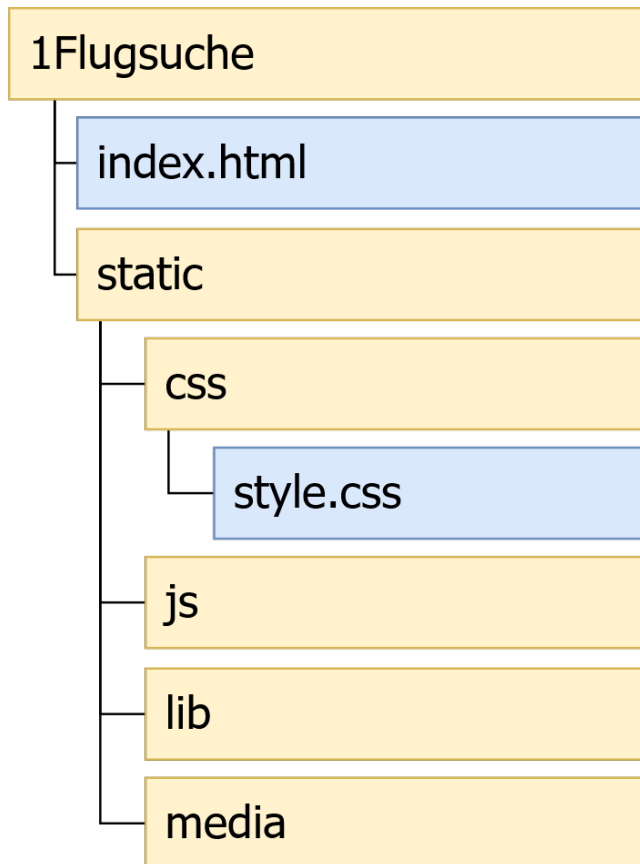 1Flugsuche
index.html
static
css
style.css
js
lib
media